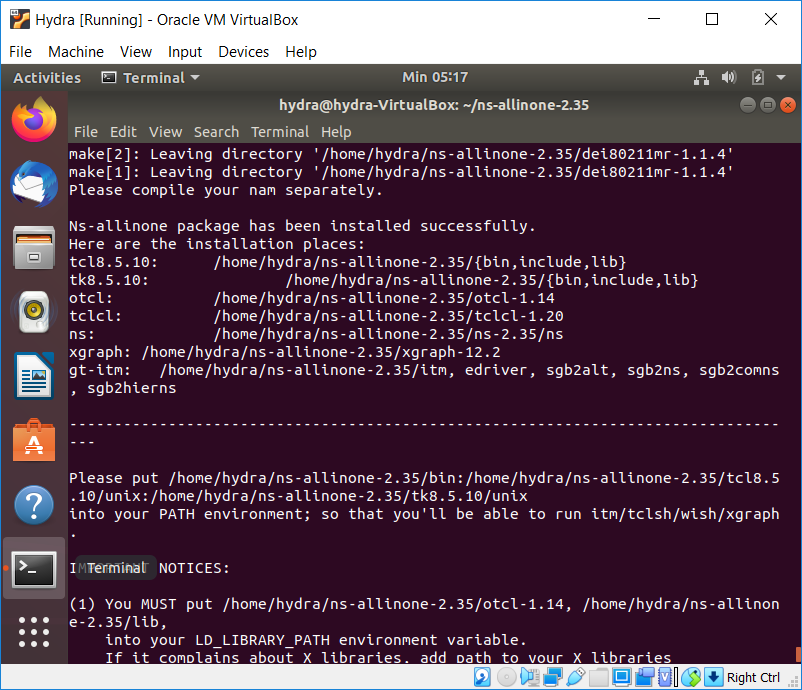 Hydra [Running] - Oracle VM VirtualBox
File Machine View Input Devices Help
Activities Terminal Min 05:17
hydra@hydra-VirtualBox: ~/ns-allinone-2.35
File Edit View Search Terminal Help
make[2]: Leaving directory '/home/hydra/ns-allinone-2.35/dei80211mr-1.1.4'
make[1]: Leaving directory '/home/hydra/ns-allinone-2.35/dei80211mr-1.1.4'
Please compile your nam separately.
Ns-allinone package has been installed successfully.
Here are the installation places:
tcl8.5.10: /home/hydra/ns-allinone-2.35/{bin,include,lib}
tk8.5.10: /home/hydra/ns-allinone-2.35/{bin,include,lib}
otcl: /home/hydra/ns-allinone-2.35/otcl-1.14
tclcl: /home/hydra/ns-allinone-2.35/tclcl-1.20
ns: /home/hydra/ns-allinone-2.35/ns-2.35/ns
xgraph: /home/hydra/ns-allinone-2.35/xgraph-12.2
gt-itm: /home/hydra/ns-allinone-2.35/itm, edriver, sgb2alt, sgb2ns, sgb2comns
, sgb2hierns
-------------------------------------------------------------------------------
---
Please put /home/hydra/ns-allinone-2.35/bin:/home/hydra/ns-allinone-2.35/tcl8.5
.10/unix:/home/hydra/ns-allinone-2.35/tk8.5.10/unix
into your PATH environment; so that you'll be able to run itm/tclsh/wish/xgraph
.
IMPORTANT NOTICES:
Terminal
(1) You MUST put /home/hydra/ns-allinone-2.35/otcl-1.14, /home/hydra/ns-allinon
e-2.35/lib,
into your LD_LIBRARY_PATH environment variable.
If it complains about X libraries, add path to your X libraries
Right Ctrl